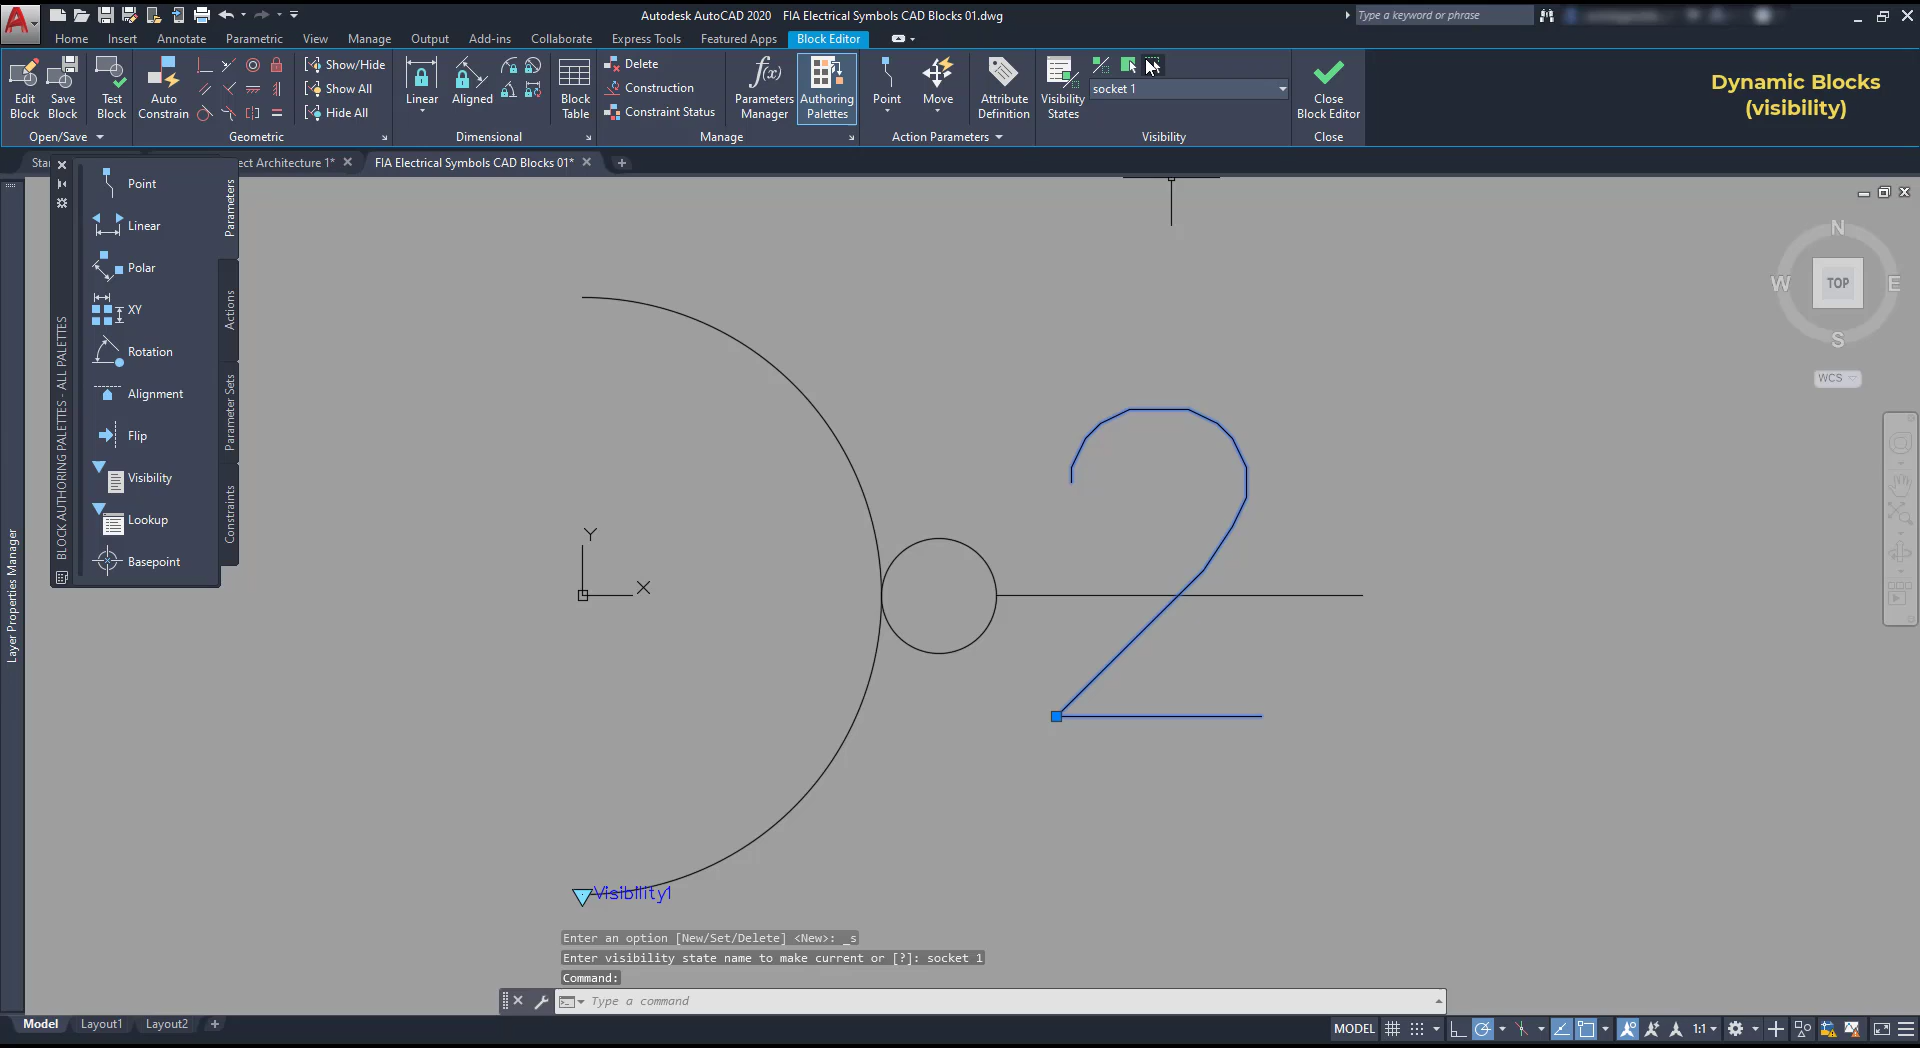 Autodesk AutoCAD 2020 FIA Electrical Symbols CAD Blocks 01.dwg
Type a keyword or phrase
Home Insert Annotate Parametric View Manage Output Add-ins Collaborate Express Tools Featured Apps Block Editor
Edit Block
Save Block
Test Block
Auto Constrain
Show/Hide
Show All
Hide All
Linear
Aligned
Block Table
Delete
Construction
Constraint Status
Parameters Manager
Authoring Palettes
Point
Move
Attribute Definition
Visibility States
socket 1
Close Block Editor
Open/Save Geometric Dimensional Manage Action Parameters Visibility Close
Dynamic Blocks
(visibility)
Sta
ect Architecture 1*
FIA Electrical Symbols CAD Blocks 01*
Point
Linear
Polar
XY
Rotation
Alignment
Flip
Visibility
Lookup
Basepoint
Parameters
Actions
Parameter Sets
Constraints
BLOCK AUTHORING PALETTES - ALL PALETTES
Layer Properties Manager
N
W TOP E
S
WCS
Y
X
2
Visibility1
Enter an option [New/Set/Delete] <New>: _s
Enter visibility state name to make current or [?]: socket 1
Command:
Type a command
Model Layout1 Layout2
MODEL
1:1